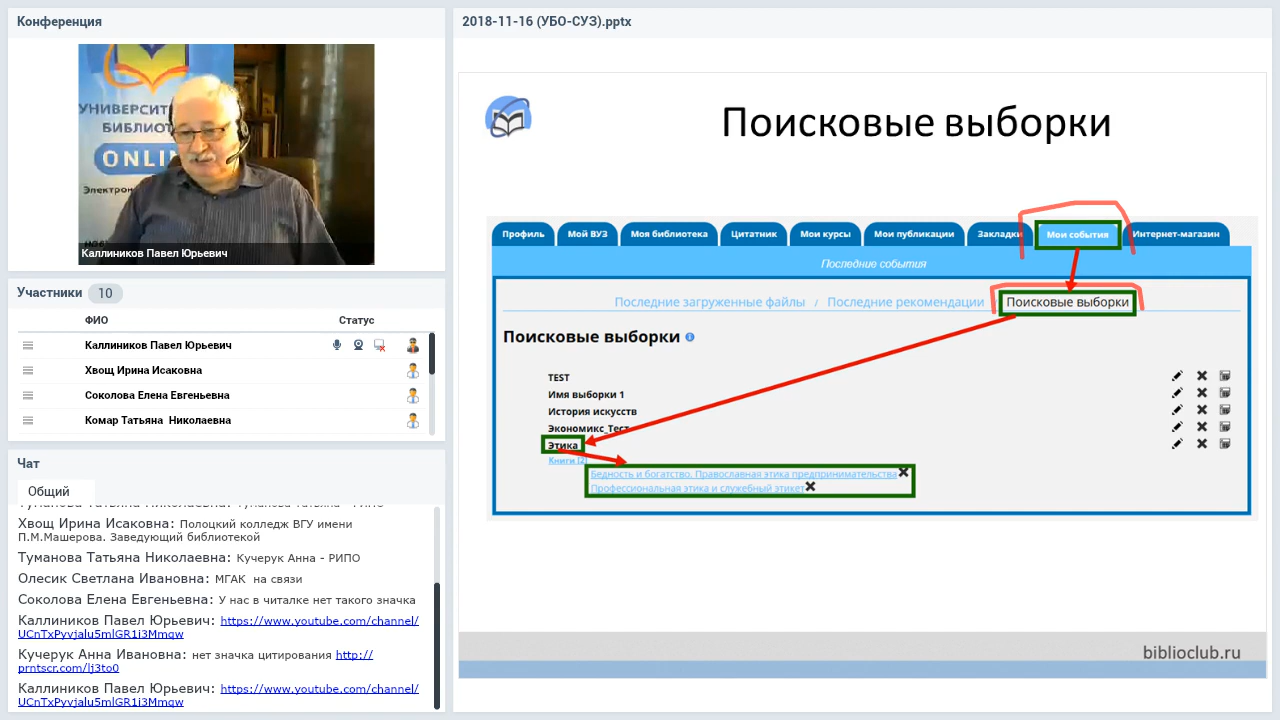 Конференция
УНИВЕРСИТ
БИБЛИОТ
ONLI
Электрон
Каллиников Павел Юрьевич
Участники 10
ФИО Статус
Каллиников Павел Юрьевич
Хвощ Ирина Исаковна
Соколова Елена Евгеньевна
Комар Татьяна Николаевна
Чат
Общий
Хвощ Ирина Исаковна: Полоцкий колледж ВГУ имени
П.М.Машерова. Заведующий библиотекой
Туманова Татьяна Николаевна: Кучерук Анна - РИПО
Олесик Светлана Ивановна: МГАК на связи
Соколова Елена Евгеньевна: У нас в читалке нет такого значка
Каллиников Павел Юрьевич: https://www.youtube.com/channel/
UCnTxPyvjalu5mlGR1i3Mmqw
Кучерук Анна Ивановна: нет значка цитирования http://
prntscr.com/lj3to0
Каллиников Павел Юрьевич: https://www.youtube.com/channel/
UCnTxPyvjalu5mlGR1i3Mmqw
2018-11-16 (УБО-СУЗ).pptx
Поисковые выборки
Профиль Мой ВУЗ Моя библиотека Цитатник Мои курсы Мои публикации Закладки Мои события Интернет-магазин
Последние события
Последние загруженные файлы / Последние рекомендации Поисковые выборки
Поисковые выборки
TEST
Имя выборки 1
История искусств
Экономикс_Тест
Этика
Книги (2)
Бедность и богатство. Православная этика предпринимательства
Профессиональная этика и служебный этикет
biblioclub.ru